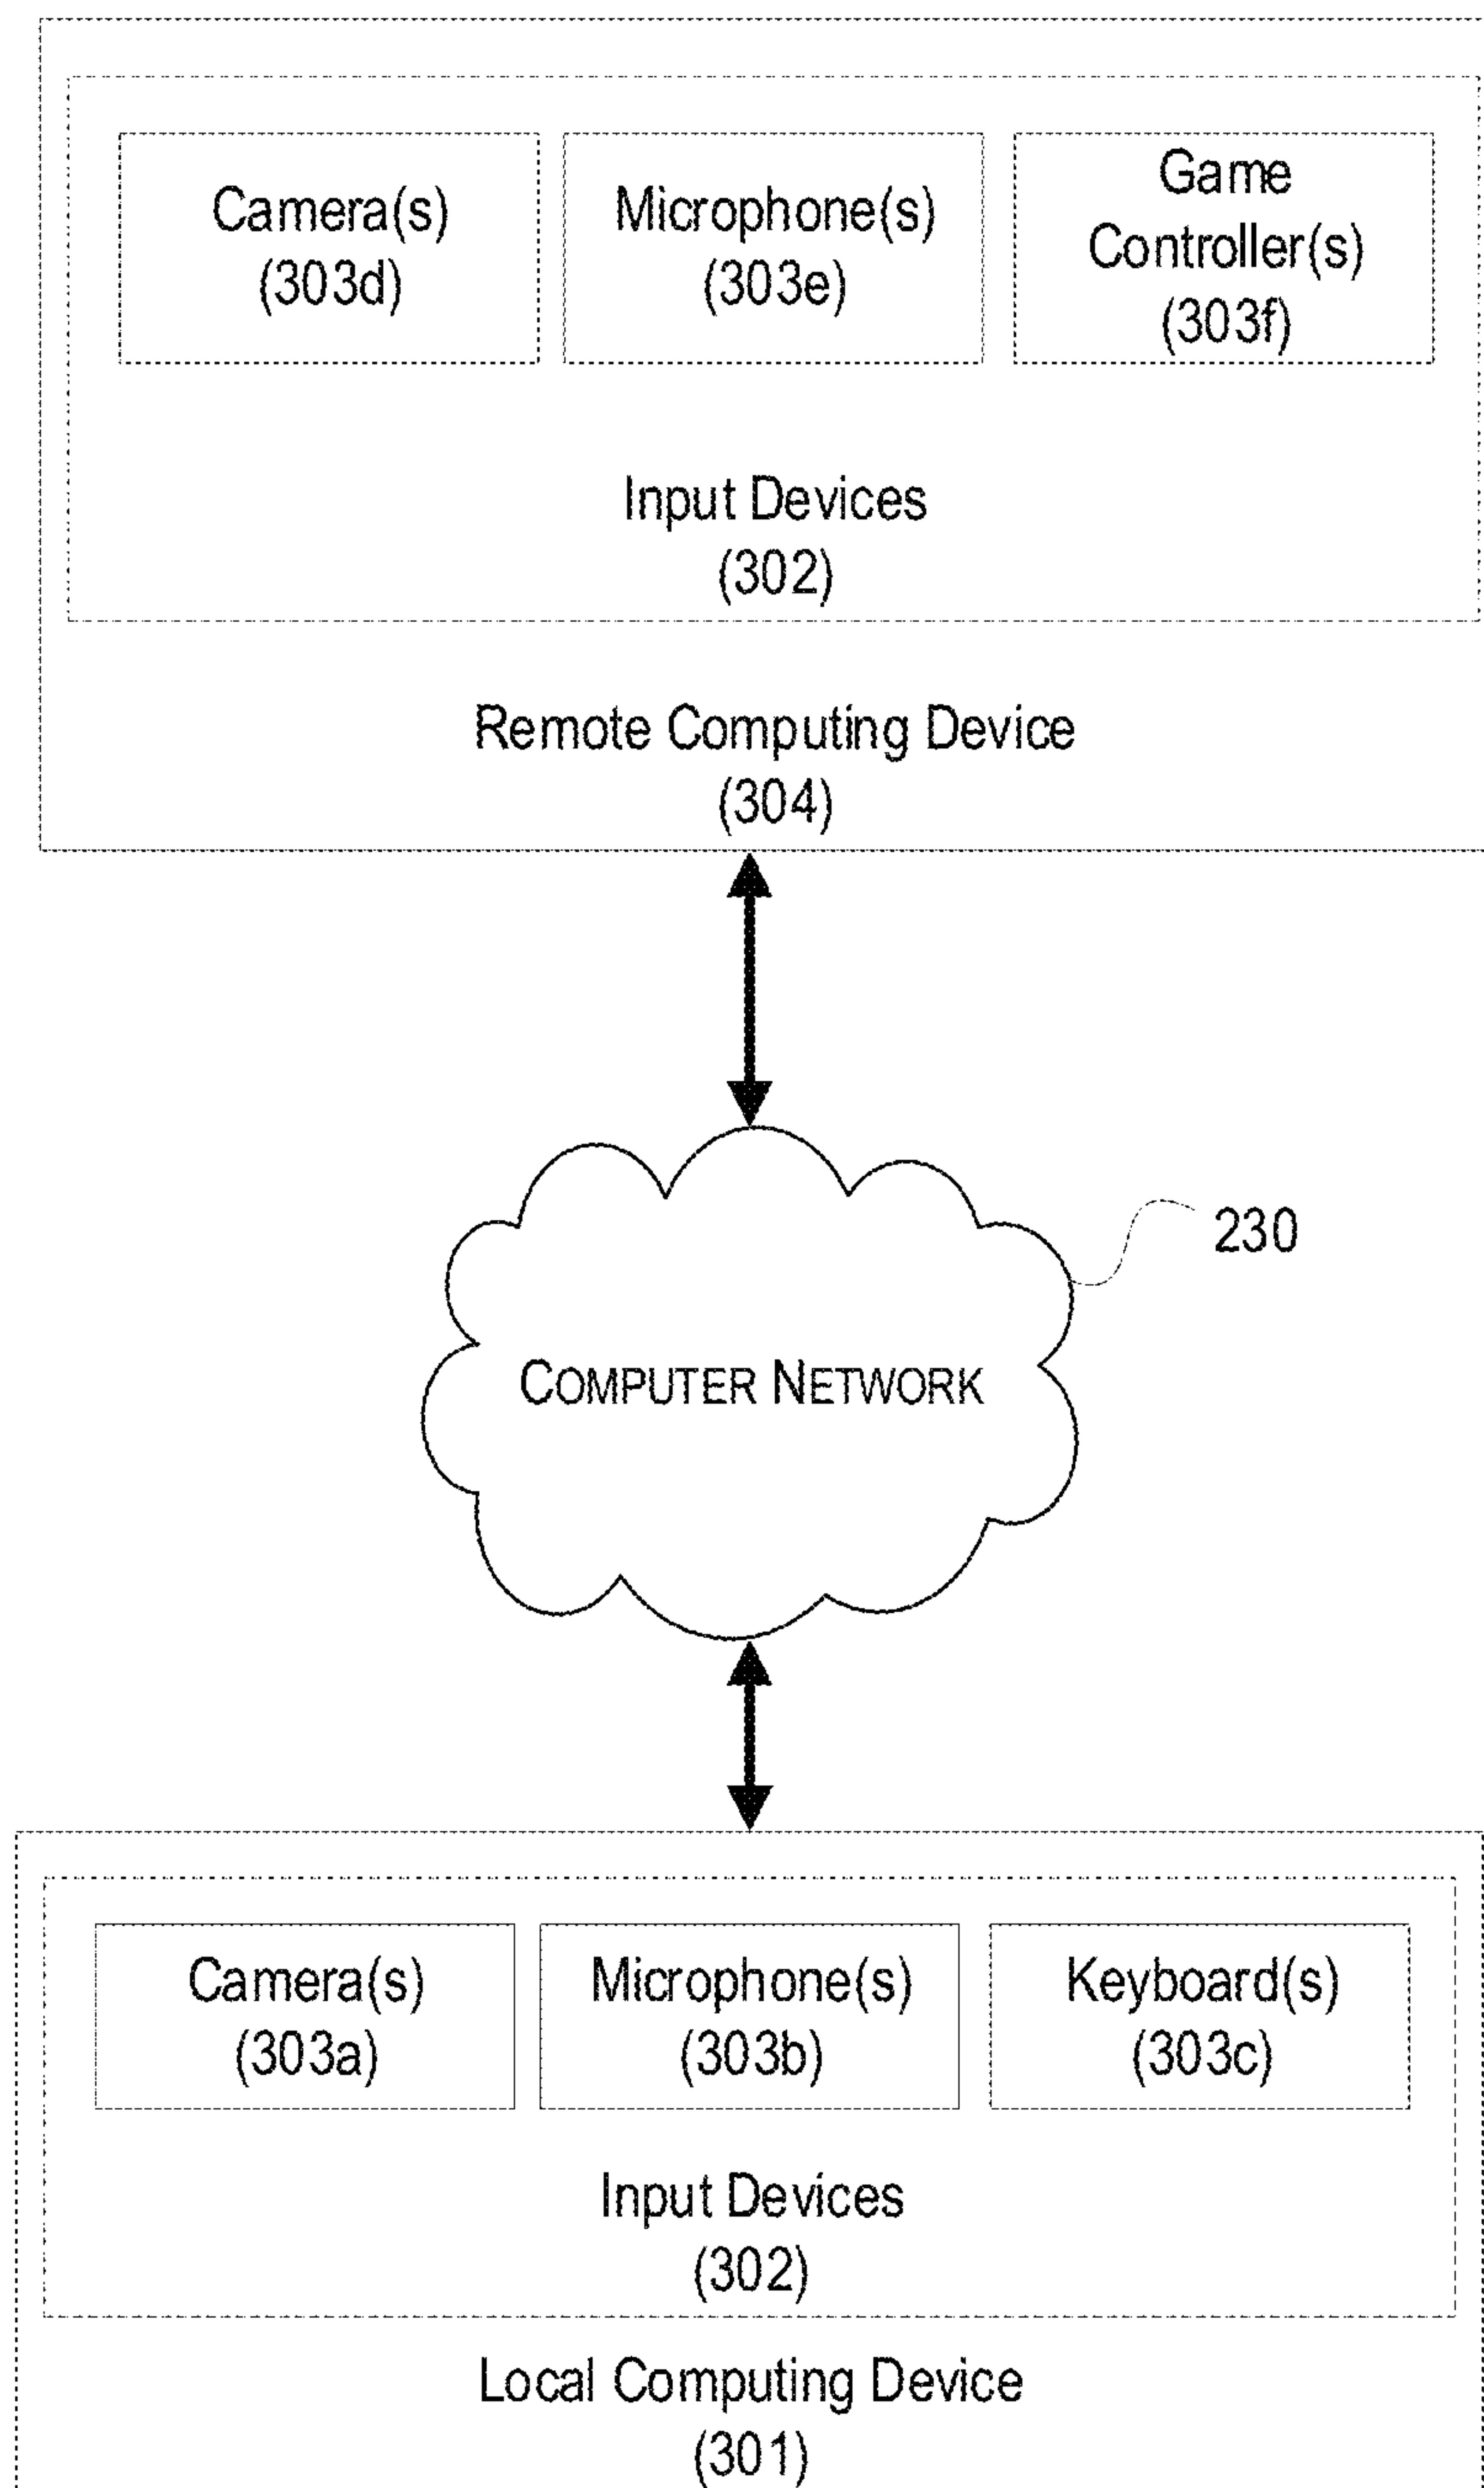 Camera(s)
(303d)
Microphone(s)
(303e)
Game
Controller(s)
(303f)
Input Devices
(302)
Remote Computing Device
(304)
230
COMPUTER NETWORK
Camera(s)
(303a)
Microphone(s)
(303b)
Keyboard(s)
(303c)
Input Devices
(302)
Local Computing Device
(301)